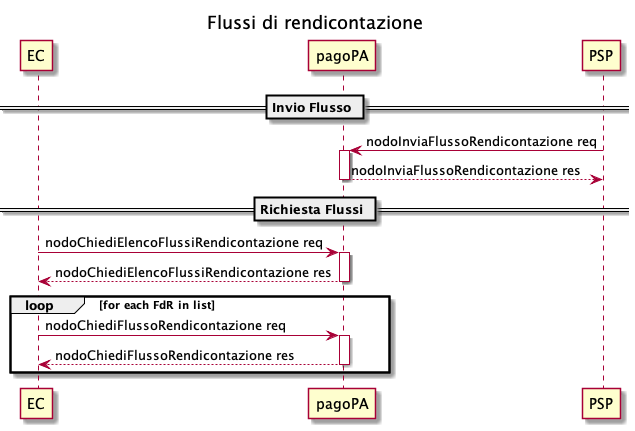 Flussi di rendicontazione
EC pagoPA PSP
Invio Flusso
nodoInviaFlussoRendicontazione req
nodoInviaFlussoRendicontazione res
Richiesta Flussi
nodoChiediElencoFlussiRendicontazione req
nodoChiediElencoFlussiRendicontazione res
loop [for each FdR in list]
nodoChiediFlussoRendicontazione req
nodoChiediFlussoRendicontazione res
EC pagoPA PSP